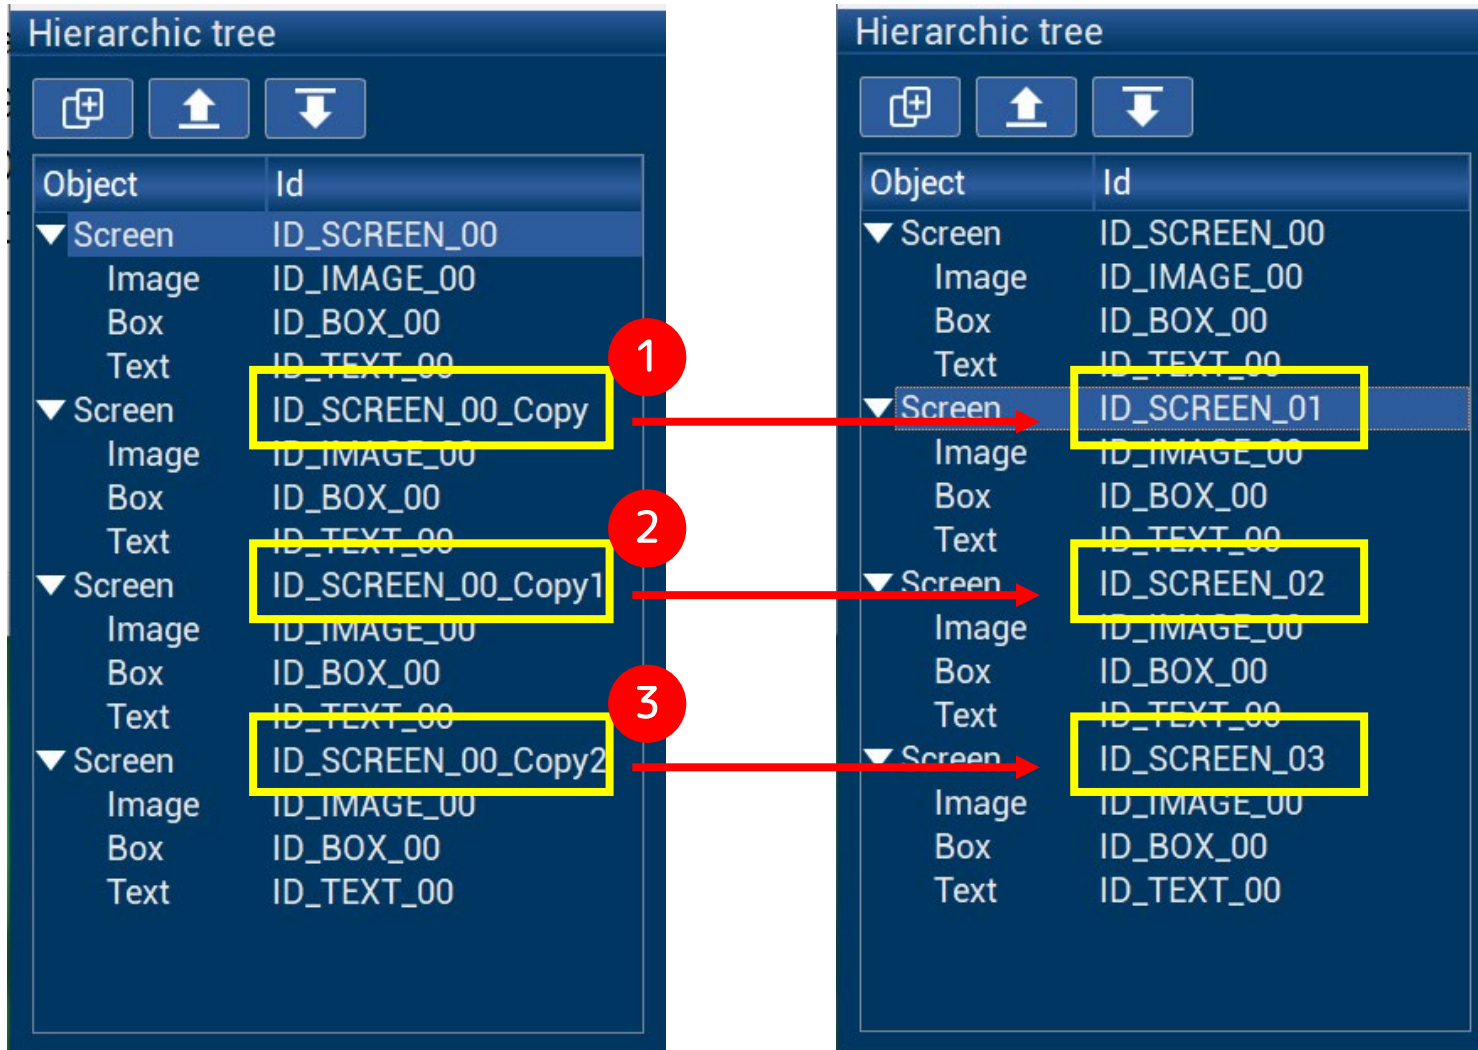 Hierarchic tree
Object Id
Screen ID_SCREEN_00
Image ID_IMAGE_00
Box ID_BOX_00
Text ID_TEXT_00
Screen ID_SCREEN_00_Copy
Image ID_IMAGE_00
Box ID_BOX_00
Text ID_TEXT_00
Screen ID_SCREEN_00_Copy1
Image ID_IMAGE_00
Box ID_BOX_00
Text ID_TEXT_00
Screen ID_SCREEN_00_Copy2
Image ID_IMAGE_00
Box ID_BOX_00
Text ID_TEXT_00
1
2
3
Hierarchic tree
Object Id
Screen ID_SCREEN_00
Image ID_IMAGE_00
Box ID_BOX_00
Text ID_TEXT_00
Screen ID_SCREEN_01
Image ID_IMAGE_00
Box ID_BOX_00
Text ID_TEXT_00
Screen ID_SCREEN_02
Image ID_IMAGE_00
Box ID_BOX_00
Text ID_TEXT_00
Screen ID_SCREEN_03
Image ID_IMAGE_00
Box ID_BOX_00
Text ID_TEXT_00